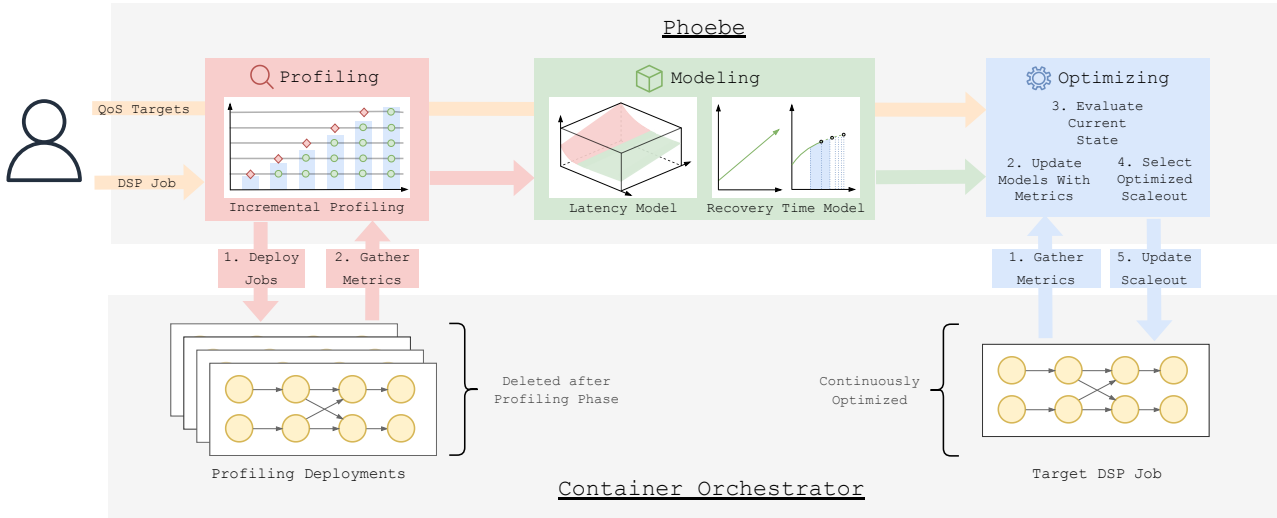 Phoebe
Profiling
Modeling
Optimizing
QoS Targets
DSP Job
Incremental Profiling
Latency Model
Recovery Time Model
3. Evaluate
Current
State
2. Update
Models With
Metrics
4. Select
Optimized
Scaleout
1. Deploy
Jobs
2. Gather
Metrics
1. Gather
Metrics
5. Update
Scaleout
Deleted after
Profiling Phase
Continuously
Optimized
Profiling Deployments
Target DSP Job
Container Orchestrator